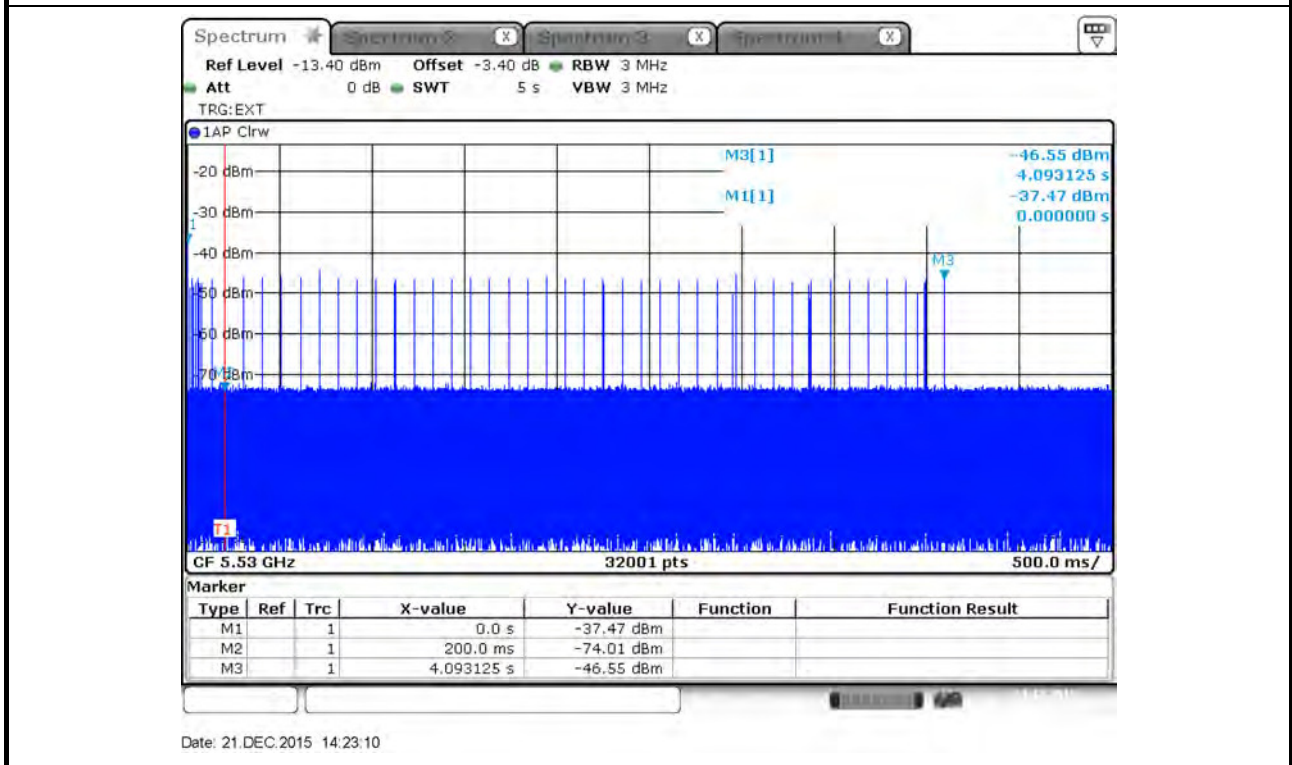 Spectrum X X X
Ref Level -13.40 dBm Offset -3.40 dB RBW 3 MHz
Att 0 dB SWT 5 s VBW 3 MHz
TRG:EXT
1AP Clrw
M3[1] -46.55 dBm
4.093125 s
M1[1] -37.47 dBm
0.000000 s
-20 dBm
-30 dBm
1
-40 dBm
M3
-50 dBm
-60 dBm
-70 dBm
T1
CF 5.53 GHz 32001 pts 500.0 ms/
Marker
Type Ref Trc X-value Y-value Function Function Result
M1 1 0.0 s -37.47 dBm
M2 1 200.0 ms -74.01 dBm
M3 1 4.093125 s -46.55 dBm
Date: 21.DEC.2015 14:23:10